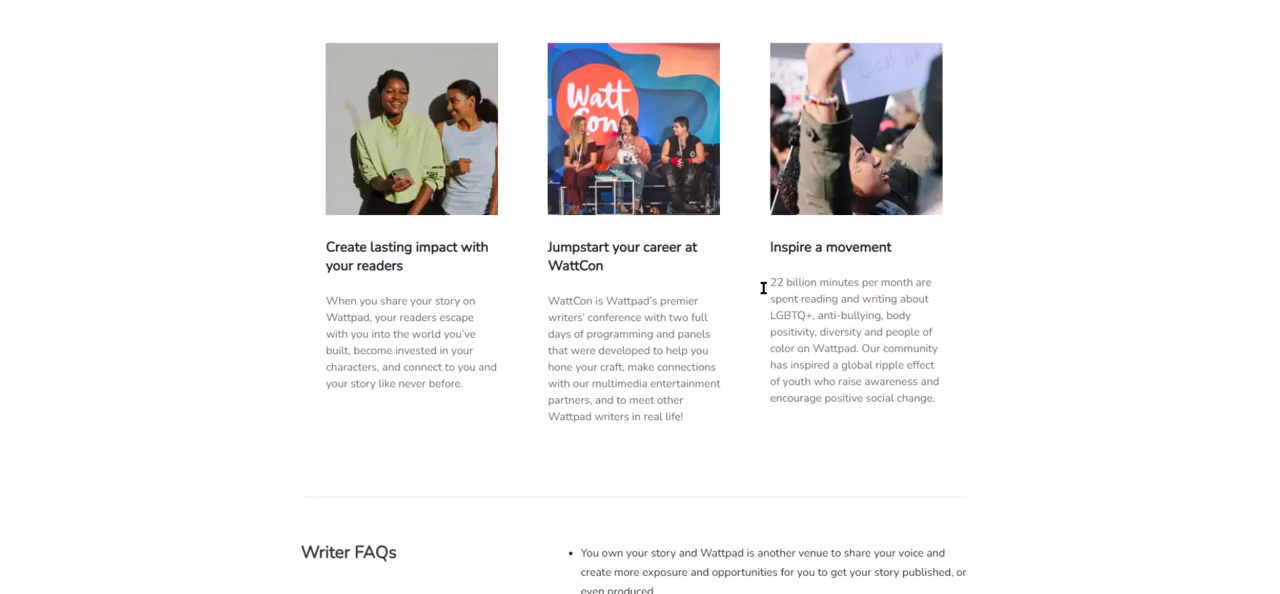 Watt
Con
Create lasting impact with
your readers
When you share your story on
Wattpad, your readers escape
with you into the world you've
built, become invested in your
characters, and connect to you and
your story like never before.
Jumpstart your career at
WattCon
WattCon is Wattpad's premier
writers' conference with two full
days of programming and panels
that were developed to help you
hone your craft, make connections
with our multimedia entertainment
partners, and to meet other
Wattpad writers in real life!
Inspire a movement
22 billion minutes per month are
spent reading and writing about
LGBTQ+, anti-bullying, body
positivity, diversity and people of
color on Wattpad. Our community
has inspired a global ripple effect
of youth who raise awareness and
encourage positive social change.
Writer FAQs
• You own your story and Wattpad is another venue to share your voice and
create more exposure and opportunities for you to get your story published, or
even produced.